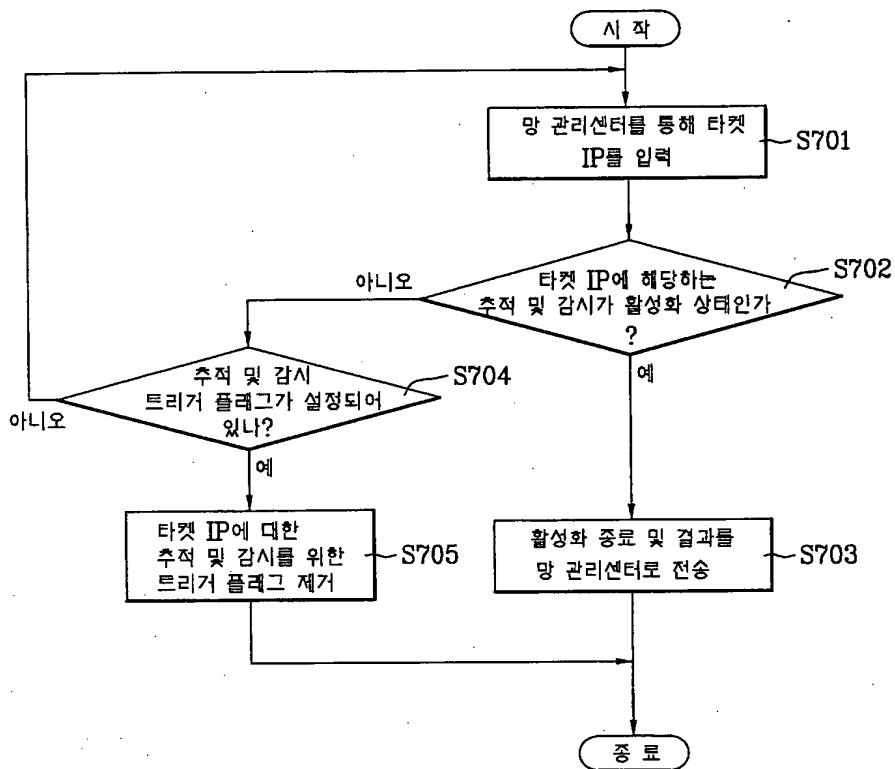 시 작
망 관리센터를 통해 타켓
IP를 입력
S701
타켓 IP에 해당하는
추적 및 감시가 활성화 상태인가
?
S702
아니오
예
추적 및 감시
트리거 플래그가 설정되어
있나?
S704
아니오
예
타켓 IP에 대한
추적 및 감시를 위한
트리거 플래그 제거
S705
활성화 종료 및 결과를
망 관리센터로 전송
S703
종 료